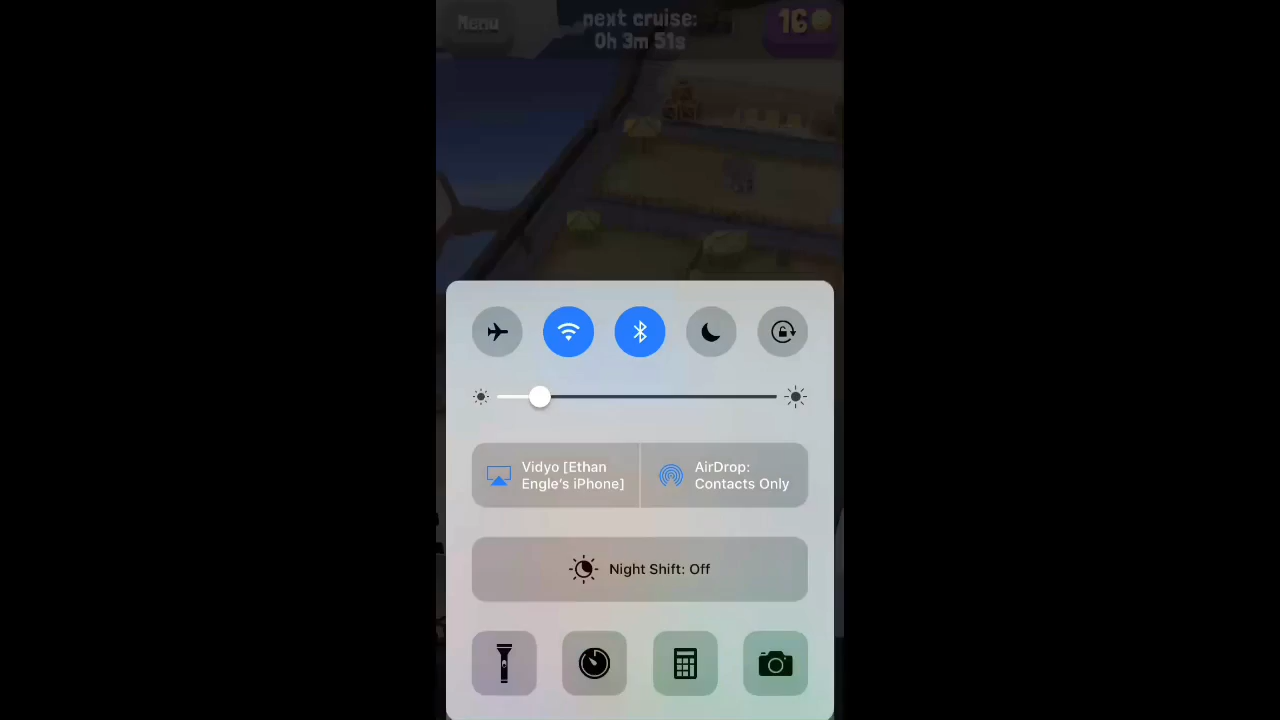 Menu
next cruise:
0h 3m 51s
16
Vidyo [Ethan
Engle's iPhone]
AirDrop:
Contacts Only
Night Shift: Off